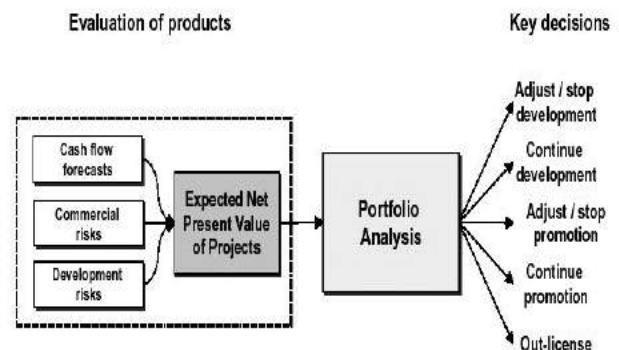 Evaluation of products
Key decisions
Cash flow
forecasts
Commercial
risks
Development
risks
Expected Net
Present Value
of Projects
Portfolio
Analysis
Adjust / stop
development
Continue
development
Adjust / stop
promotion
Continue
promotion
Out-license